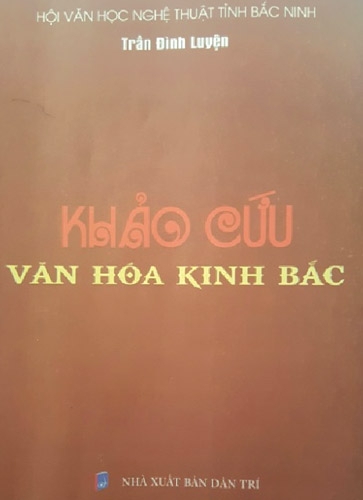 HỘI VĂN HỌC NGHỆ THUẬT TỈNH BẮC NINH
Trần Đình Luyện
KHẢO CỨU
VĂN HÓA KINH BẮC
NHÀ XUẤT BẢN DÂN TRÍ